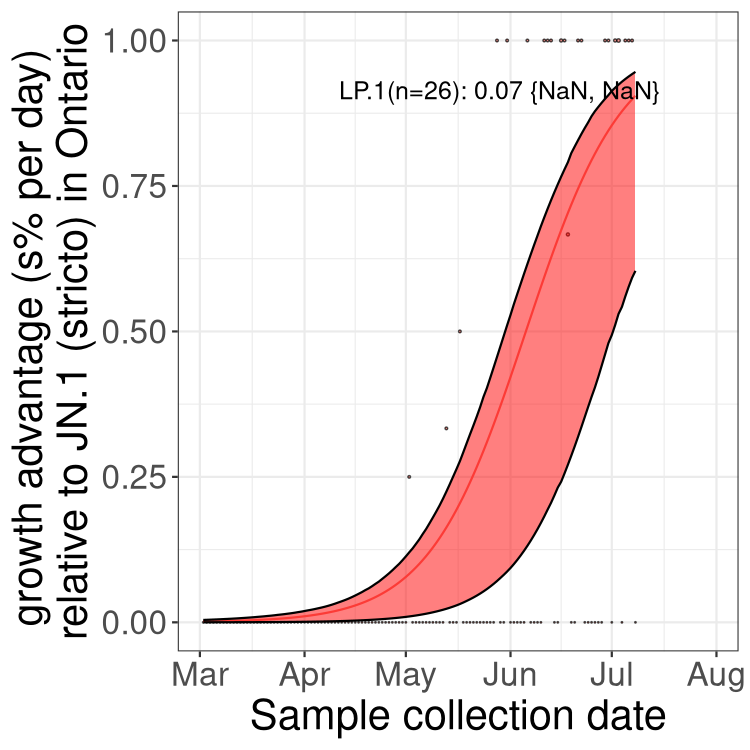 growth advantage (s% per day)
relative to JN.1 (stricto) in Ontario
1.00
0.75
0.50
0.25
0.00
LP.1(n=26): 0.07 {NaN, NaN}
Mar Apr May Jun Jul Aug
Sample collection date